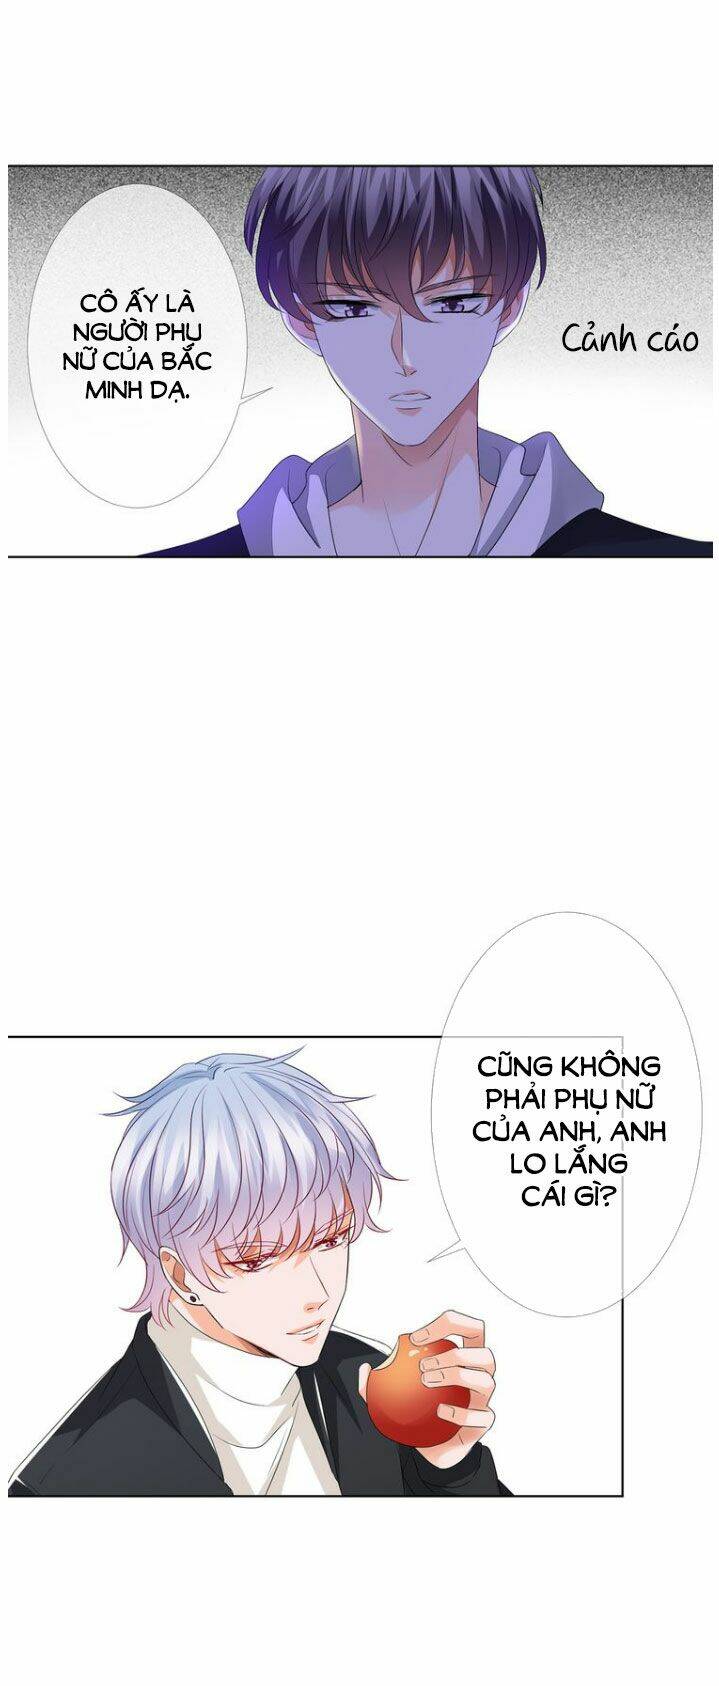 CÔ ẤY LÀ
NGƯỜI PHỤ
NỮ CỦA BẮC
MINH DẠ.
Cảnh cáo
CŨNG KHÔNG
PHẢI PHỤ NỮ
CỦA ANH, ANH
LO LẮNG
CÁI GÌ?